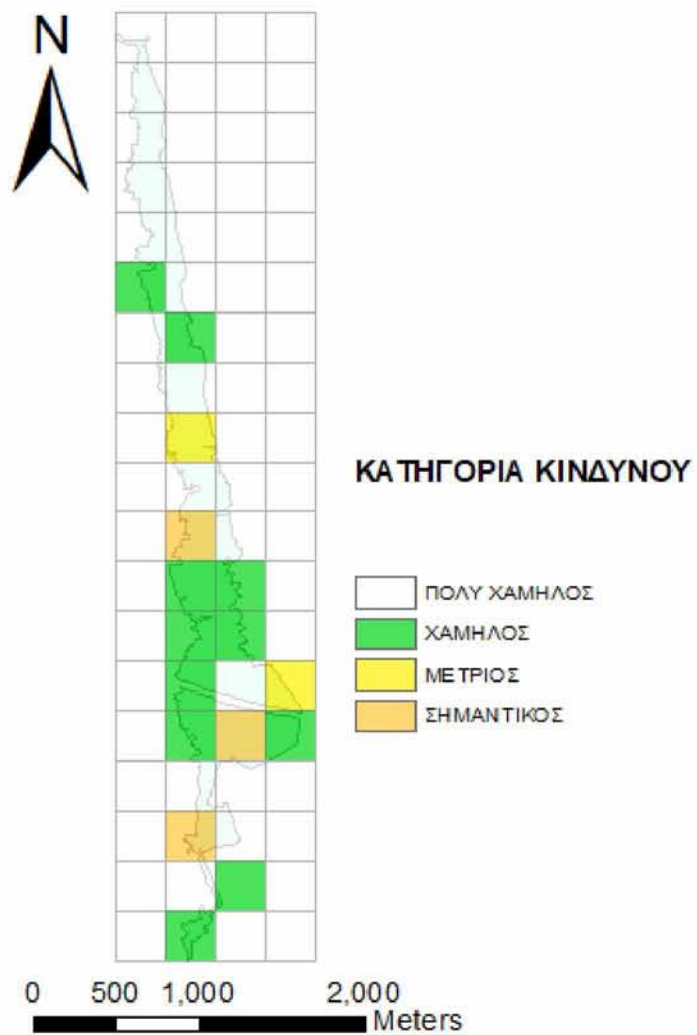 N
ΚΑΤΗΓΟΡΙΑ ΚΙΝΔΥΝΟΥ
ΠΟΛΥ ΧΑΜΗΛΟΣ
ΧΑΜΗΛΟΣ
ΜΕΤΡΙΟΣ
ΣΗΜΑΝΤΙΚΟΣ
0 500 1,000 2,000
Meters